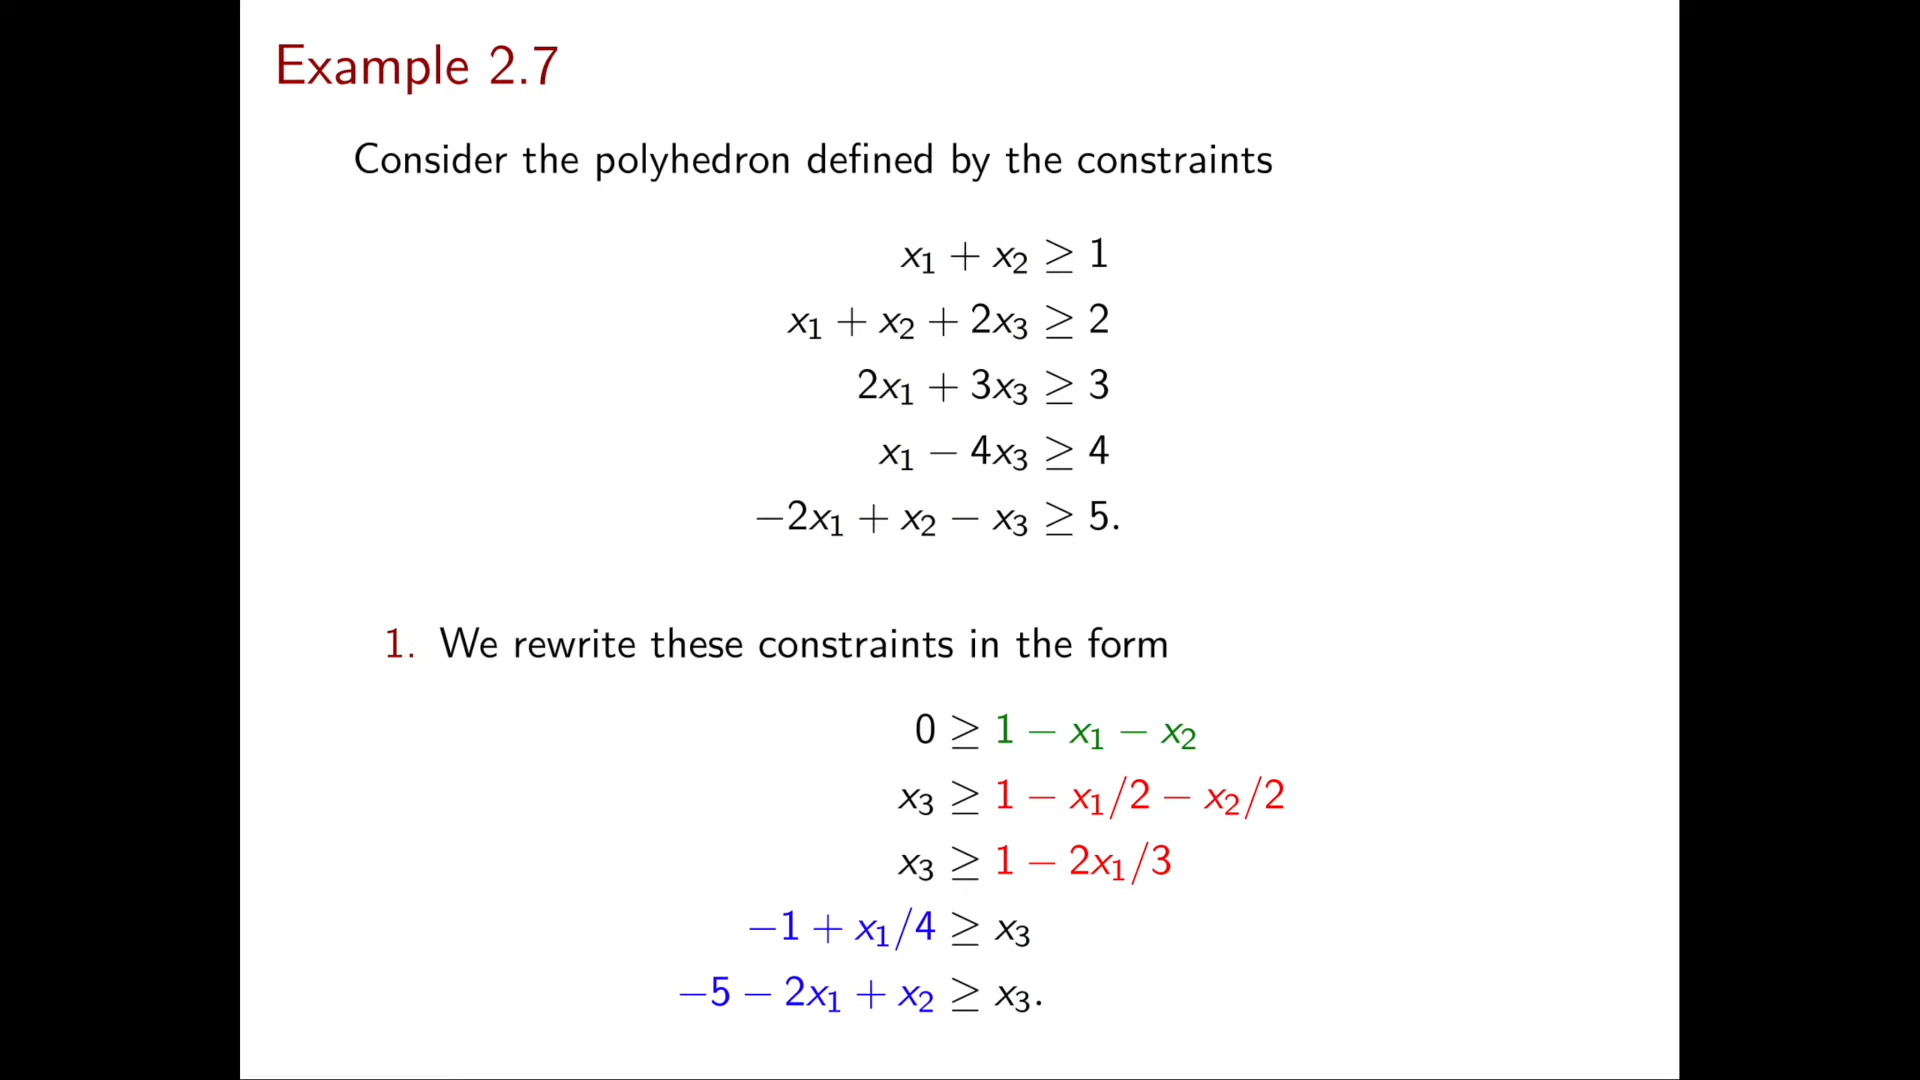 Example 2.7
Consider the polyhedron defined by the constraints
x₁ + x₂ ≥ 1
x₁ + x₂ + 2x₃ ≥ 2
2x₁ + 3x₃ ≥ 3
x₁ − 4x₃ ≥ 4
−2x₁ + x₂ − x₃ ≥ 5.
1. We rewrite these constraints in the form
0 ≥ 1 − x₁ − x₂
x₃ ≥ 1 − x₁/2 − x₂/2
x₃ ≥ 1 − 2x₁/3
−1 + x₁/4 ≥ x₃
−5 − 2x₁ + x₂ ≥ x₃.